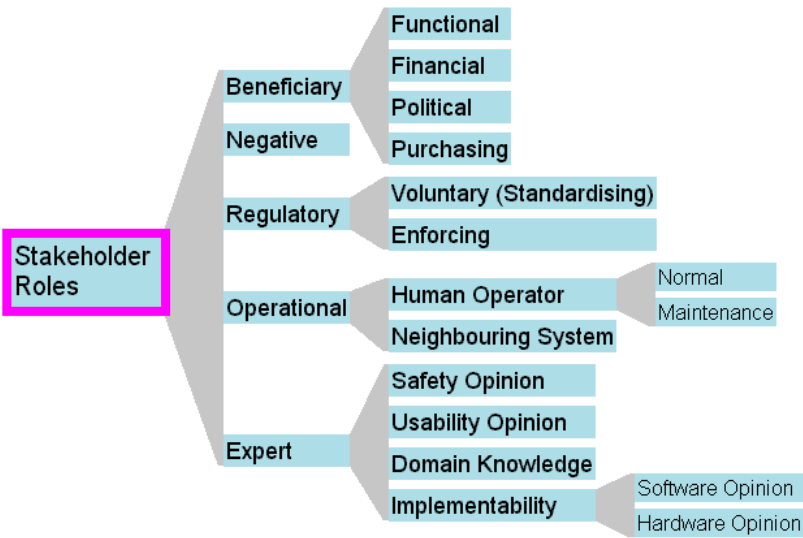 Stakeholder
Roles
Beneficiary
Functional
Financial
Political
Purchasing
Negative
Regulatory
Voluntary (Standardising)
Enforcing
Operational
Human Operator
Normal
Maintenance
Neighbouring System
Expert
Safety Opinion
Usability Opinion
Domain Knowledge
Implementability
Software Opinion
Hardware Opinion